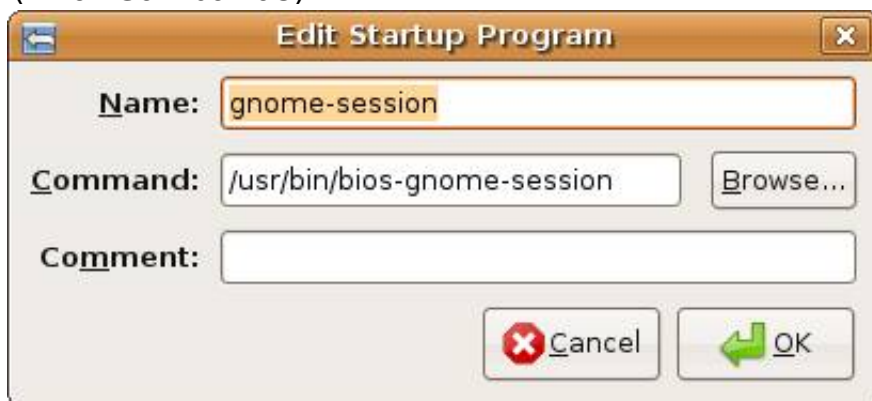 Edit Startup Program
Name: gnome-session
Command: /usr/bin/bios-gnome-session Browse...
Comment:
Cancel OK